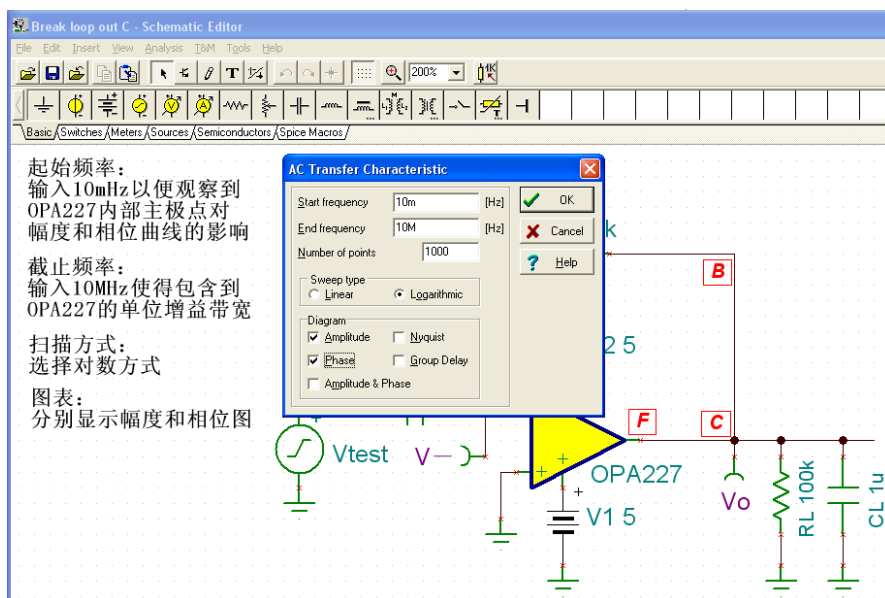 Break loop out C - Schematic Editor
File Edit Insert View Analysis T&M Tools Help
200%
Basic Switches Meters Sources Semiconductors Spice Macros
起始频率：
输入10mHz以便观察到
OPA227内部主极点对
幅度和相位曲线的影响
截止频率：
输入10MHz使得包含到
OPA227的单位增益带宽
扫描方式：
选择对数方式
图表：
分别显示幅度和相位图
AC Transfer Characteristic
Start frequency 10m [Hz]
End frequency 10M [Hz]
Number of points 1000
OK
Cancel
Help
Sweep type
Linear Logarithmic
Diagram
Amplitude Nyquist
Phase Group Delay
Amplitude & Phase
k
B
2 5
F
C
Vtest
V－
OPA227
V1 5
Vo
RL 100k
CL 1u